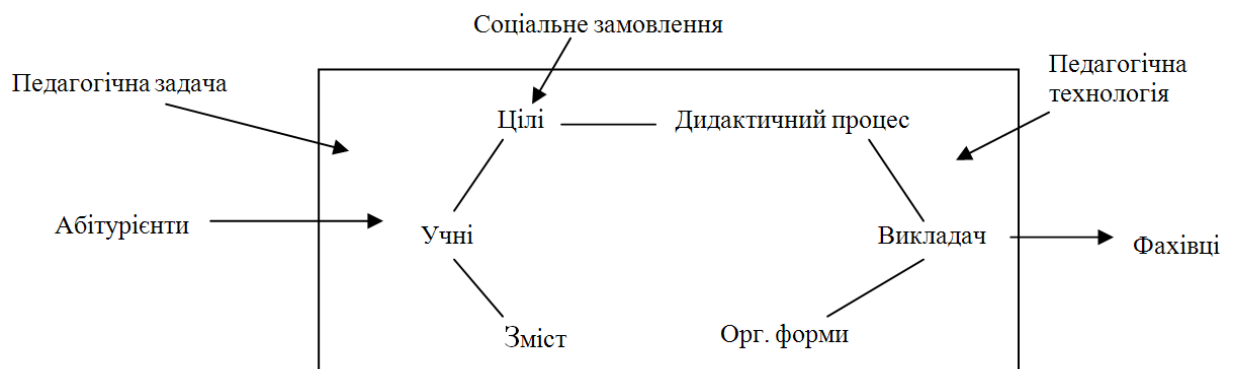 Соціальне замовлення
Педагогічна задача
Педагогічна
технологія
Цілі
Дидактичний процес
Абітурієнти
Учні
Викладач
Фахівці
Зміст
Орг. форми